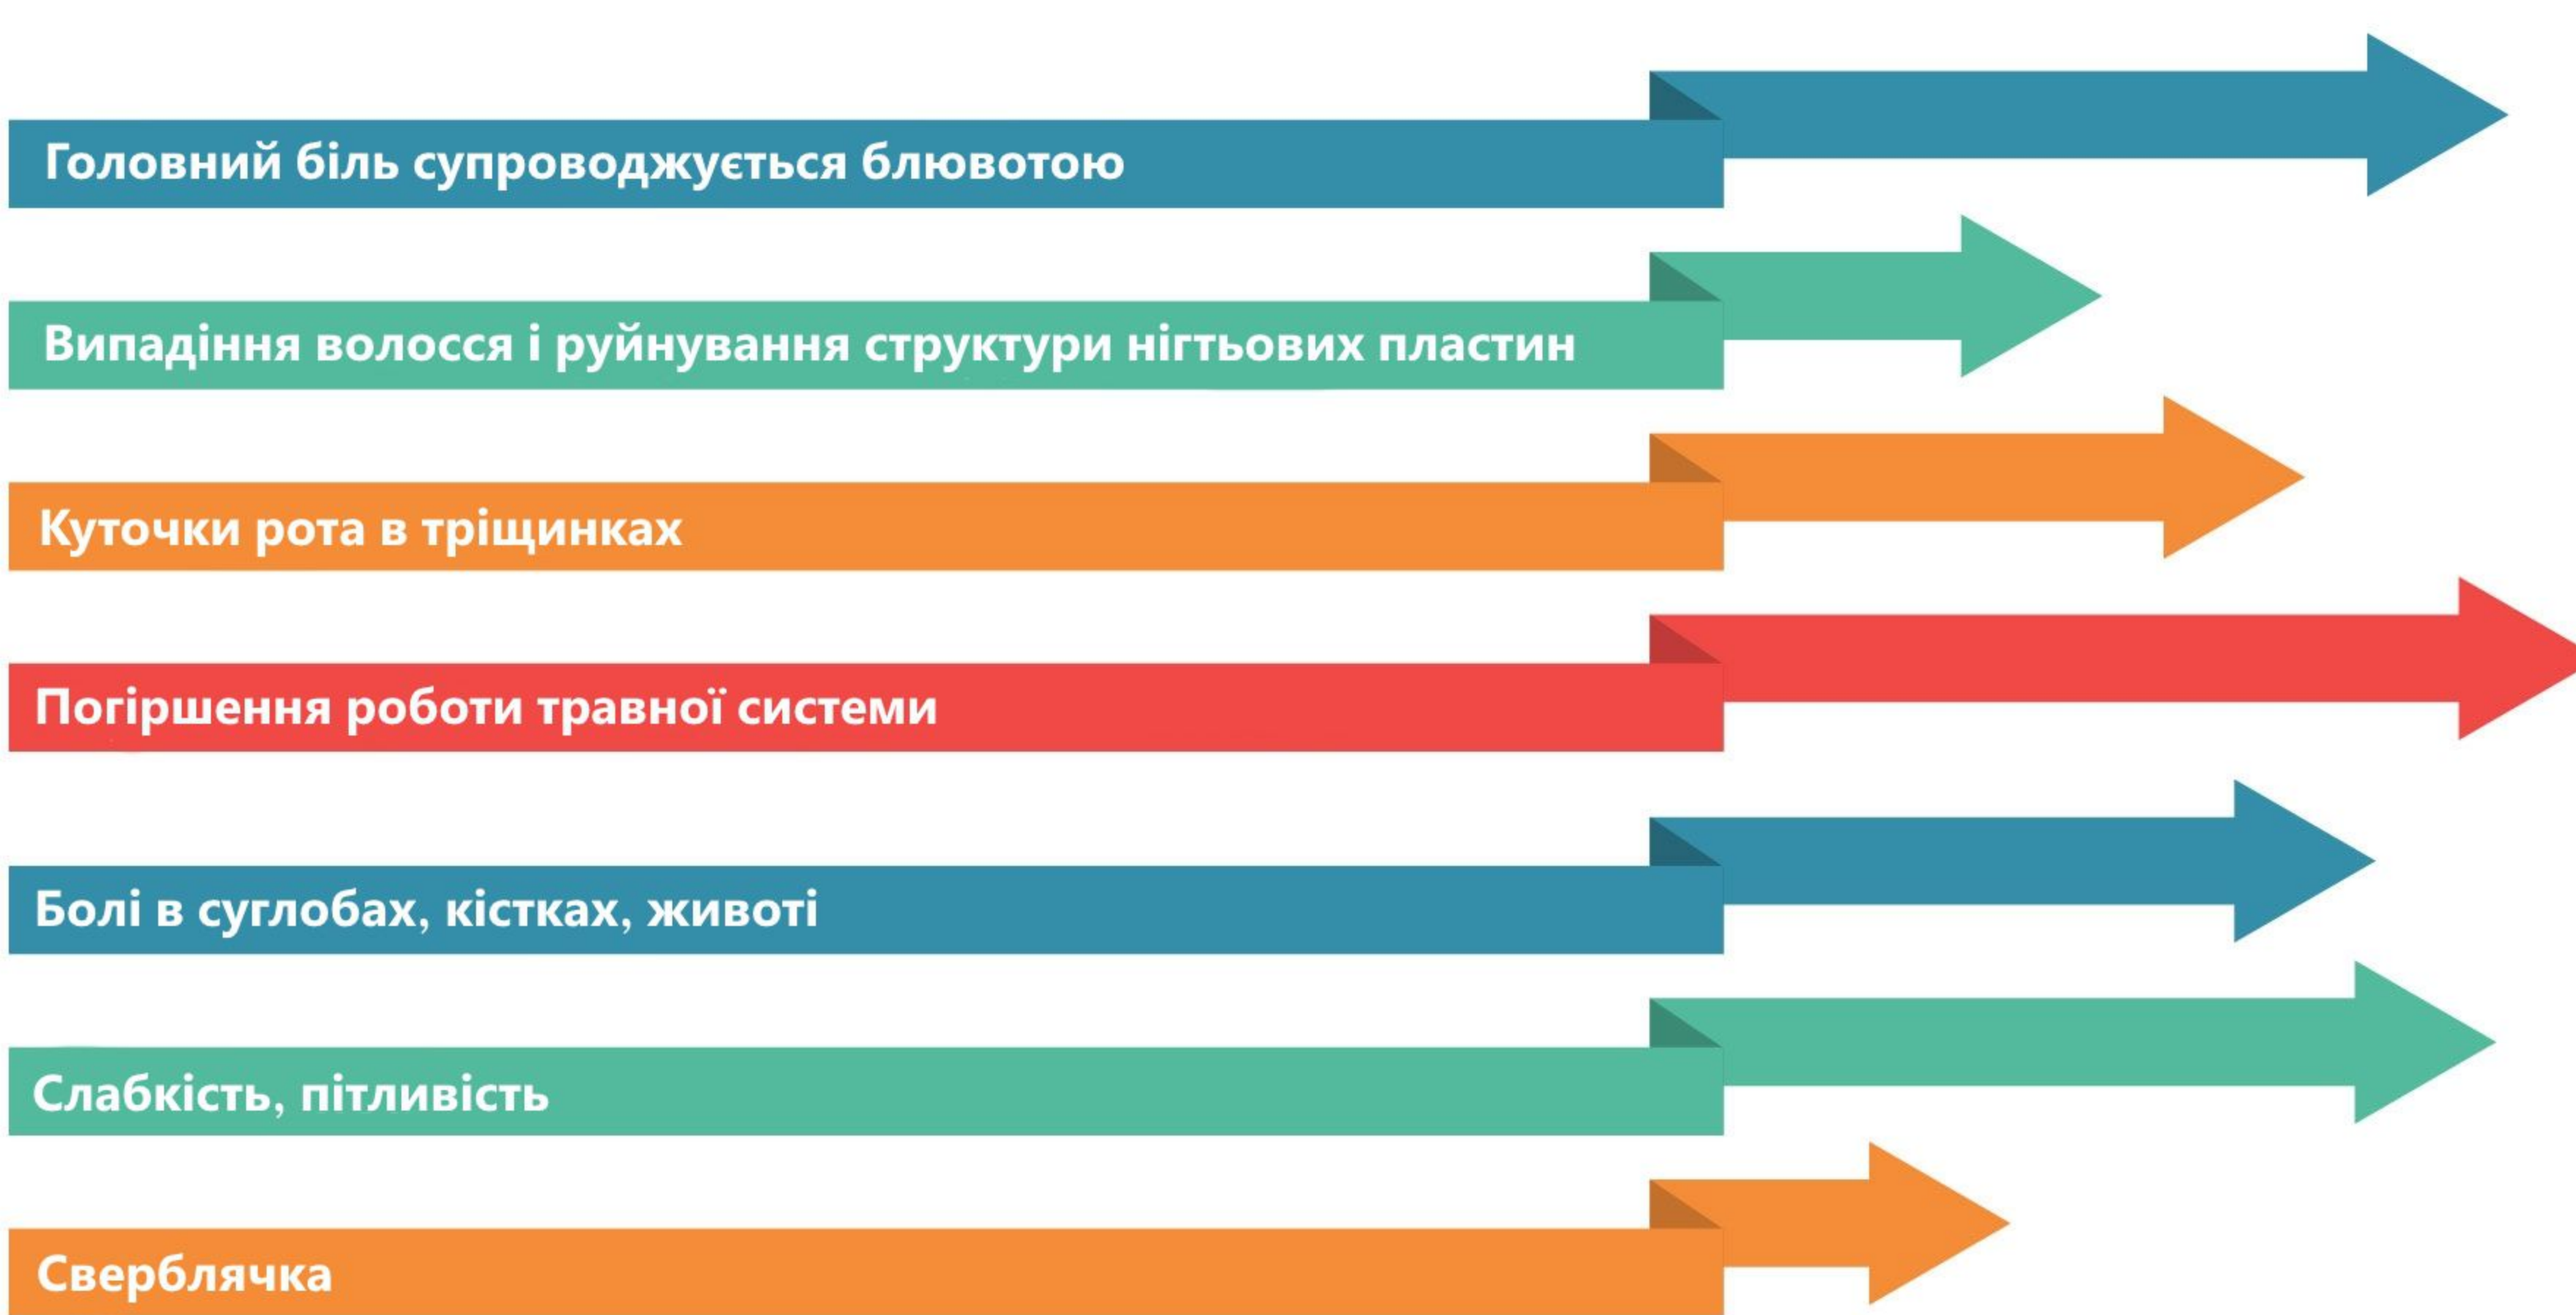 Головний біль супроводжується блювотою
Випадіння волосся і руйнування структури нігтьових пластин
Куточки рота в тріщинках
Погіршення роботи травної системи
Болі в суглобах, кістках, животі
Слабкість, пітливість
Сверблячка